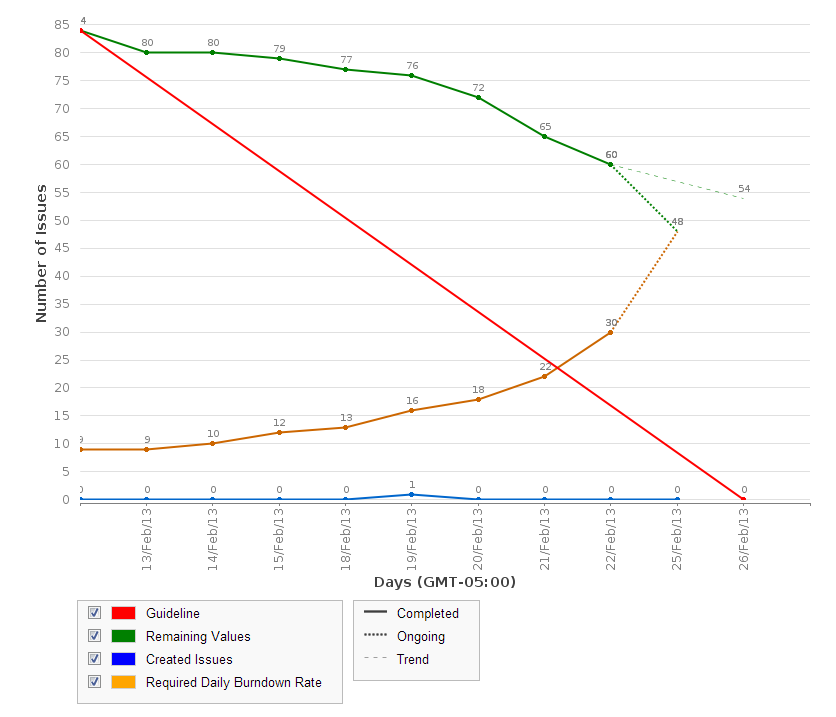 85
80
75
70
65
60
55
50
45
40
35
30
25
20
15
10
5
0
Number of Issues
4
80
80
79
77
76
72
65
60
48
54
9
9
10
12
13
16
18
22
30
0
0
0
0
0
1
0
0
0
0
0
13/Feb/13
14/Feb/13
15/Feb/13
18/Feb/13
19/Feb/13
20/Feb/13
21/Feb/13
22/Feb/13
25/Feb/13
26/Feb/13
Days (GMT-05:00)
Guideline
Remaining Values
Created Issues
Required Daily Burndown Rate
Completed
Ongoing
Trend